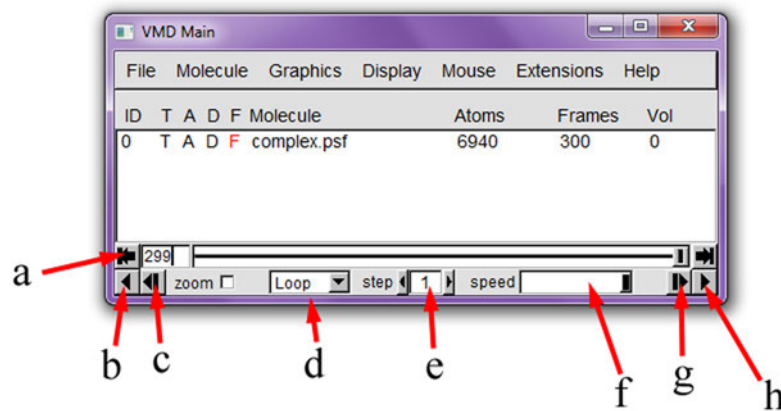 VMD Main
File Molecule Graphics Display Mouse Extensions Help
ID T A D F Molecule Atoms Frames Vol
0 T A D F complex.psf 6940 300 0
a 299
zoom Loop step 1 speed
b c d e f g h